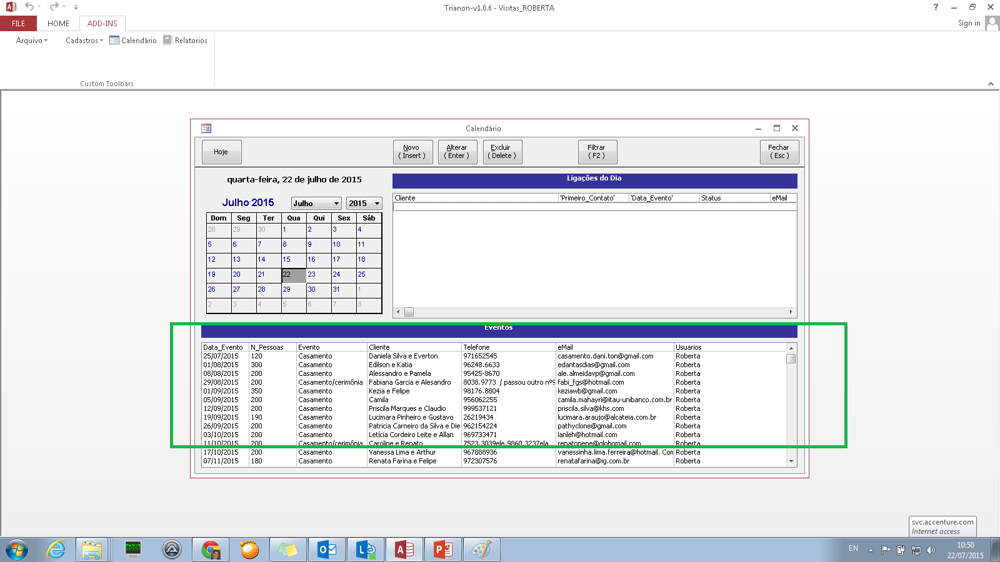 Trianon-v1.0.6 - Visitas_ROBERTA
FILE HOME ADD-INS Sign in
Arquivo Cadastros Calendário Relatorios
Custom Toolbars
Calendário
Hoje
Novo ( Insert )
Alterar ( Enter )
Excluir ( Delete )
Filtrar ( F2 )
Fechar ( Esc )
quarta-feira, 22 de julho de 2015
Julho 2015 Julho 2015
Dom Seg Ter Qua Qui Sex Sáb
28 29 30 1 2 3 4
5 6 7 8 9 10 11
12 13 14 15 16 17 18
19 20 21 22 23 24 25
26 27 28 29 30 31 1
2 3 4 5 6 7 8
Ligações do Dia
Cliente 'Primeiro_Contato' 'Data_Evento' Status eMail
Eventos
Data_Evento N_Pessoas Evento Cliente Telefone eMail Usuarios
25/07/2015 120 Casamento Daniela Silva e Everton 971652545 casamento.dani.ton@gmail.com Roberta
01/08/2015 300 Casamento Edilson e Katia 96248.6633 edantasdias@gmail.com Roberta
08/08/2015 200 Casamento Alessandro e Pamela 95425-8670 ale.almeidavp@gmail.com Roberta
29/08/2015 200 Casamento/cerimônia Fabiana Garcia e Alesandro 8038.9773 / passou outro nº9 fabi_fgs@hotmail.com Roberta
01/09/2015 350 Casamento Kezia e Felipe 98176.8804 keziawb@gmail.com Roberta
05/09/2015 200 Casamento Camila 956062255 camila.mahayri@itau-unibanco.com.br Roberta
12/09/2015 200 Casamento Priscila Marques e Claudio 999537121 priscila.silva@khs.com Roberta
19/09/2015 190 Casamento Lucimara Pinheiro e Gustavo 26219434 lucimara.araujo@alcateia.com.br Roberta
26/09/2015 200 Casamento Patricia Carneiro da Silva e Die 962154224 pathyclone@gmail.com Roberta
03/10/2015 200 Casamento Letícia Cordeiro Leite e Allan 969733471 lanleh@hotmail.com Roberta
11/10/2015 200 Casamento/cerimônia Caroline e Renato 7523.3039ele.9860.3237ela renatonene@globomail.com Roberta
17/10/2015 200 Casamento Vanessa Lima e Arthur 967888936 vanessinha.lima.ferreira@hotmail. Con Roberta
07/11/2015 180 Casamento Renata Farina e Felipe 972307576 renatafarina@ig.com.br Roberta
svc.accenture.com
Internet access
EN 10:50
22/07/2015